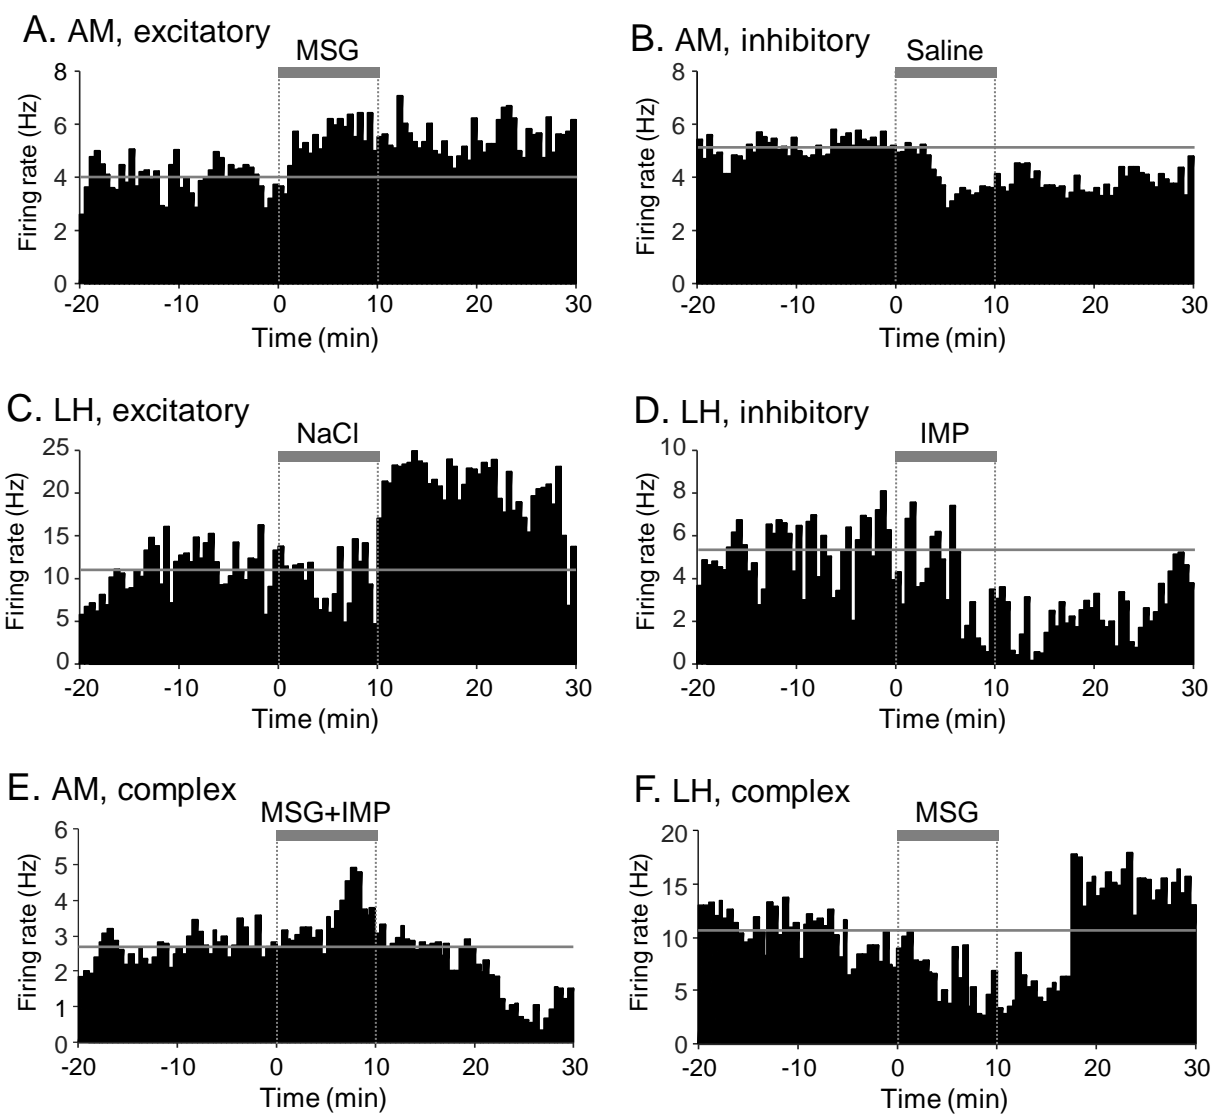 A. AM, excitatory
MSG
8
6
4
2
0
Firing rate (Hz)
-20 -10 0 10 20 30
Time (min)
B. AM, inhibitory
Saline
8
6
4
2
0
Firing rate (Hz)
-20 -10 0 10 20 30
Time (min)
C. LH, excitatory
NaCl
25
20
15
10
5
0
Firing rate (Hz)
-20 -10 0 10 20 30
Time (min)
D. LH, inhibitory
IMP
10
8
6
4
2
0
Firing rate (Hz)
-20 -10 0 10 20 30
Time (min)
E. AM, complex
MSG+IMP
6
5
4
3
2
1
0
Firing rate (Hz)
-20 -10 0 10 20 30
Time (min)
F. LH, complex
MSG
20
15
10
5
0
Firing rate (Hz)
-20 -10 0 10 20 30
Time (min)